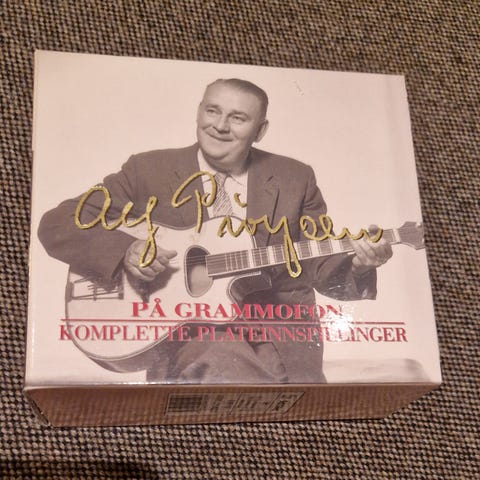 Alf Prøysen
PÅ GRAMMOFON
KOMPLETTE PLATEINNSPILLINGER